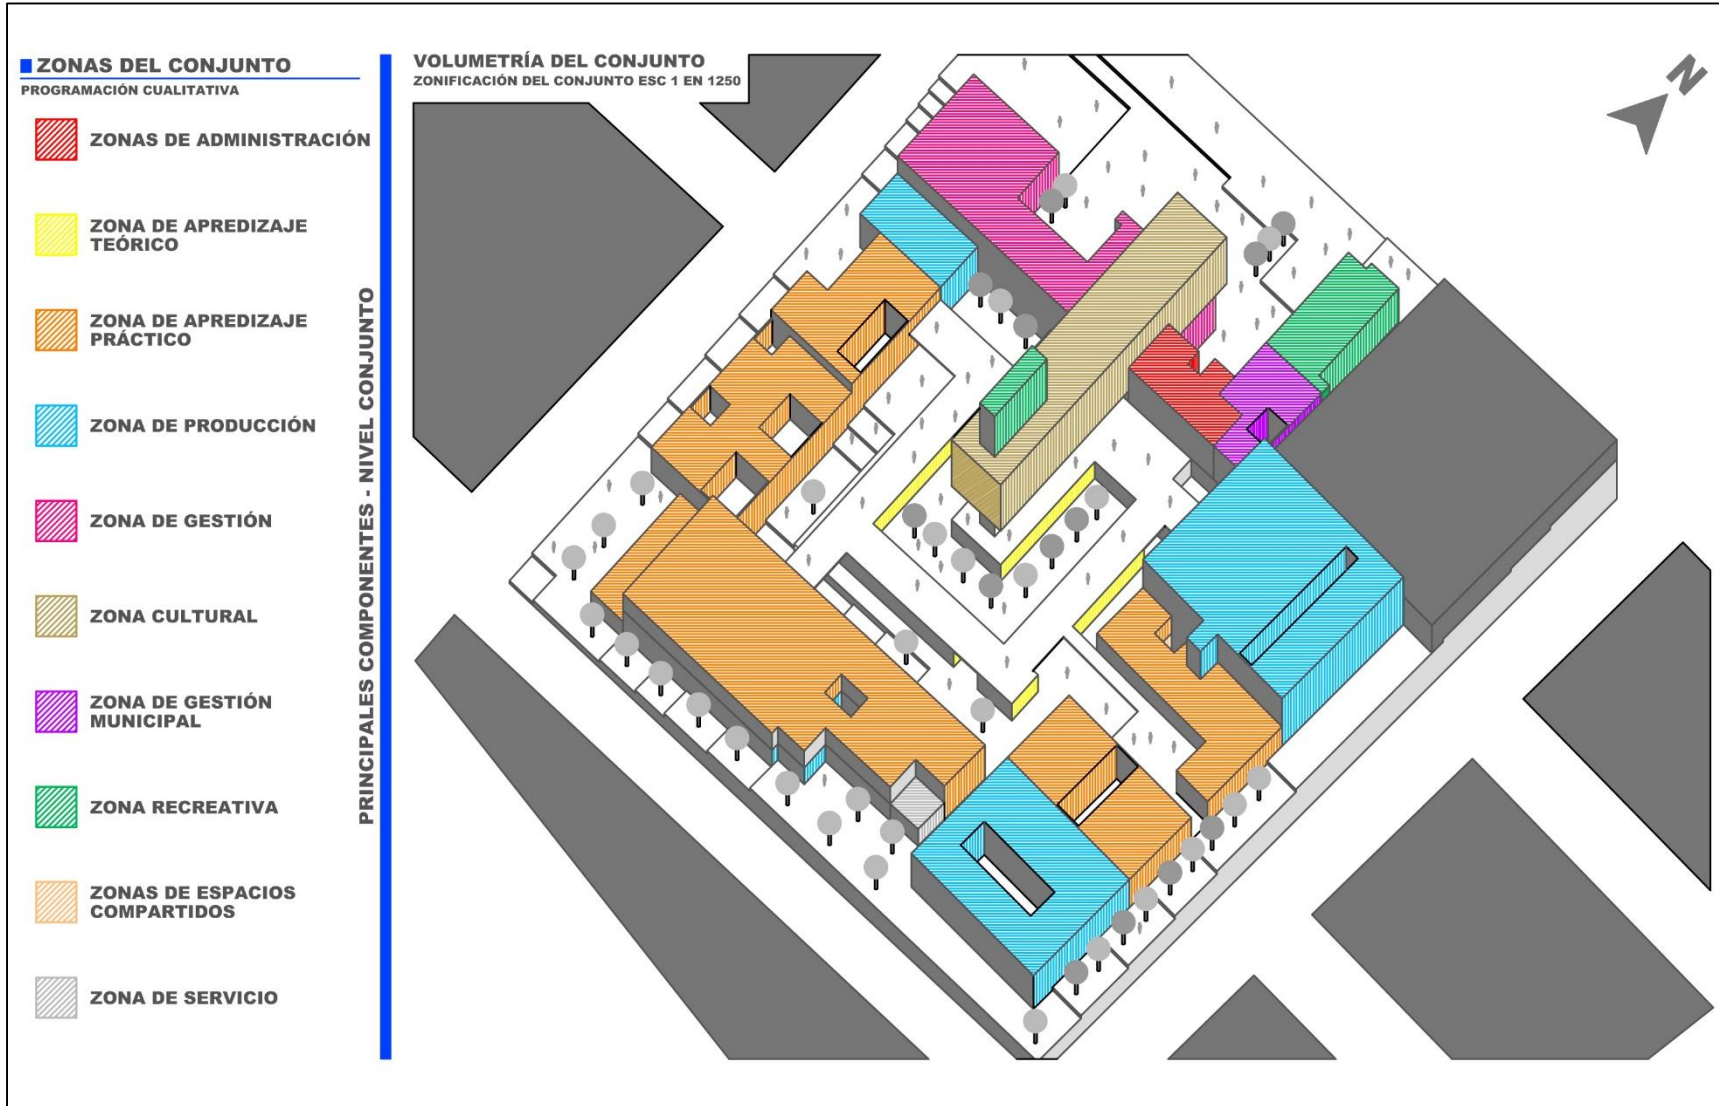 ZONAS DEL CONJUNTO
PROGRAMACIÓN CUALITATIVA
ZONAS DE ADMINISTRACIÓN
ZONA DE APREDIZAJE
TEÓRICO
ZONA DE APREDIZAJE
PRÁCTICO
ZONA DE PRODUCCIÓN
ZONA DE GESTIÓN
ZONA CULTURAL
ZONA DE GESTIÓN
MUNICIPAL
ZONA RECREATIVA
ZONAS DE ESPACIOS
COMPARTIDOS
ZONA DE SERVICIO
PRINCIPALES COMPONENTES - NIVEL CONJUNTO
VOLUMETRÍA DEL CONJUNTO
ZONIFICACIÓN DEL CONJUNTO ESC 1 EN 1250
N